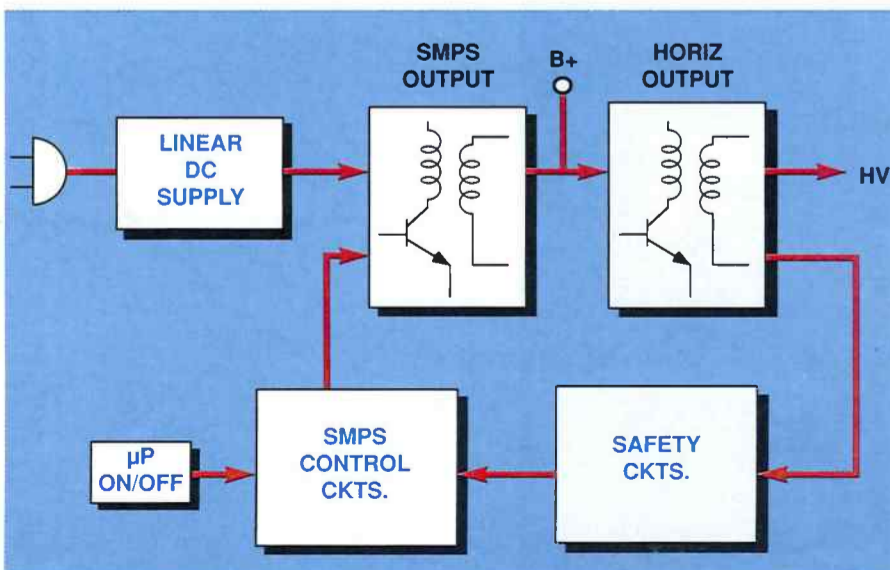 SMPS
OUTPUT
B+
HORIZ
OUTPUT
LINEAR
DC
SUPPLY
HV
µP
ON/OFF
SMPS
CONTROL
CKTS.
SAFETY
CKTS.